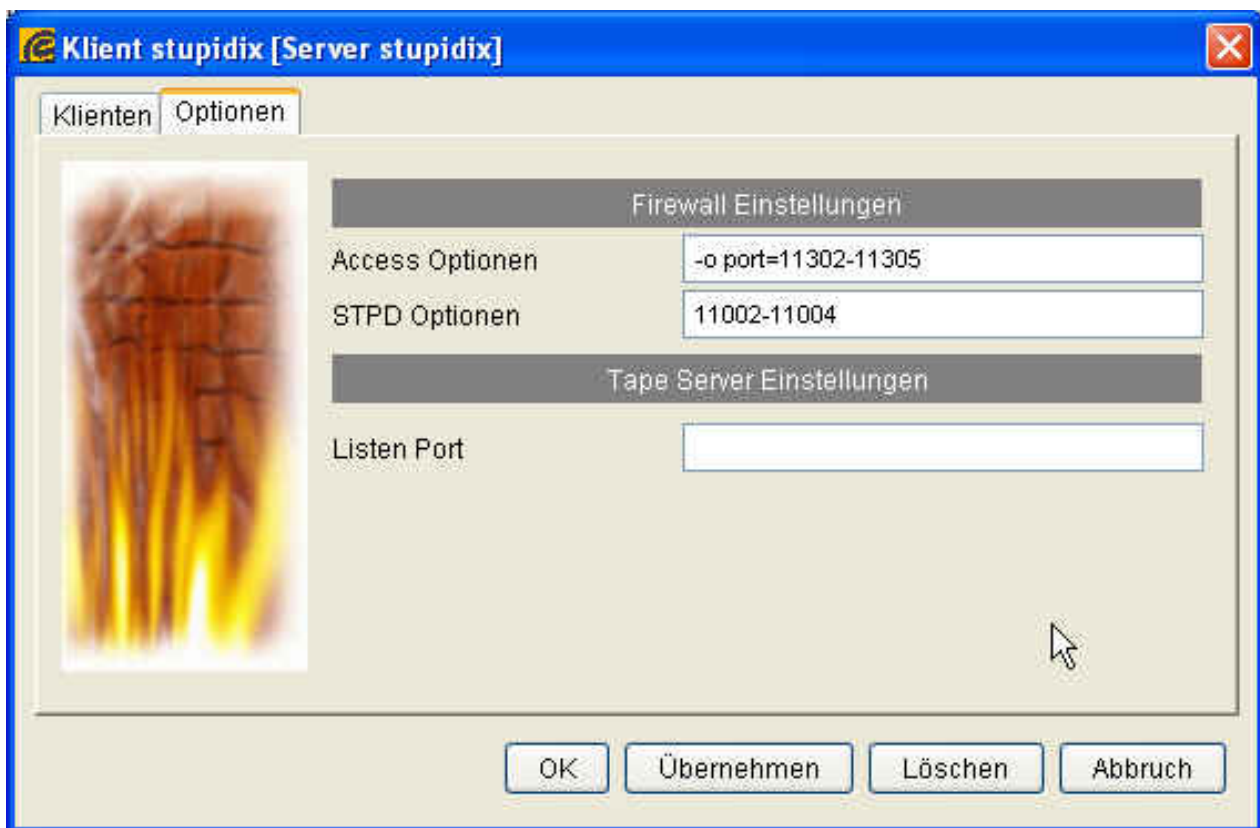 Klient stupidix [Server stupidix]
Klienten Optionen
Firewall Einstellungen
Access Optionen -o port=11302-11305
STPD Optionen 11002-11004
Tape Server Einstellungen
Listen Port
OK Übernehmen Löschen Abbruch